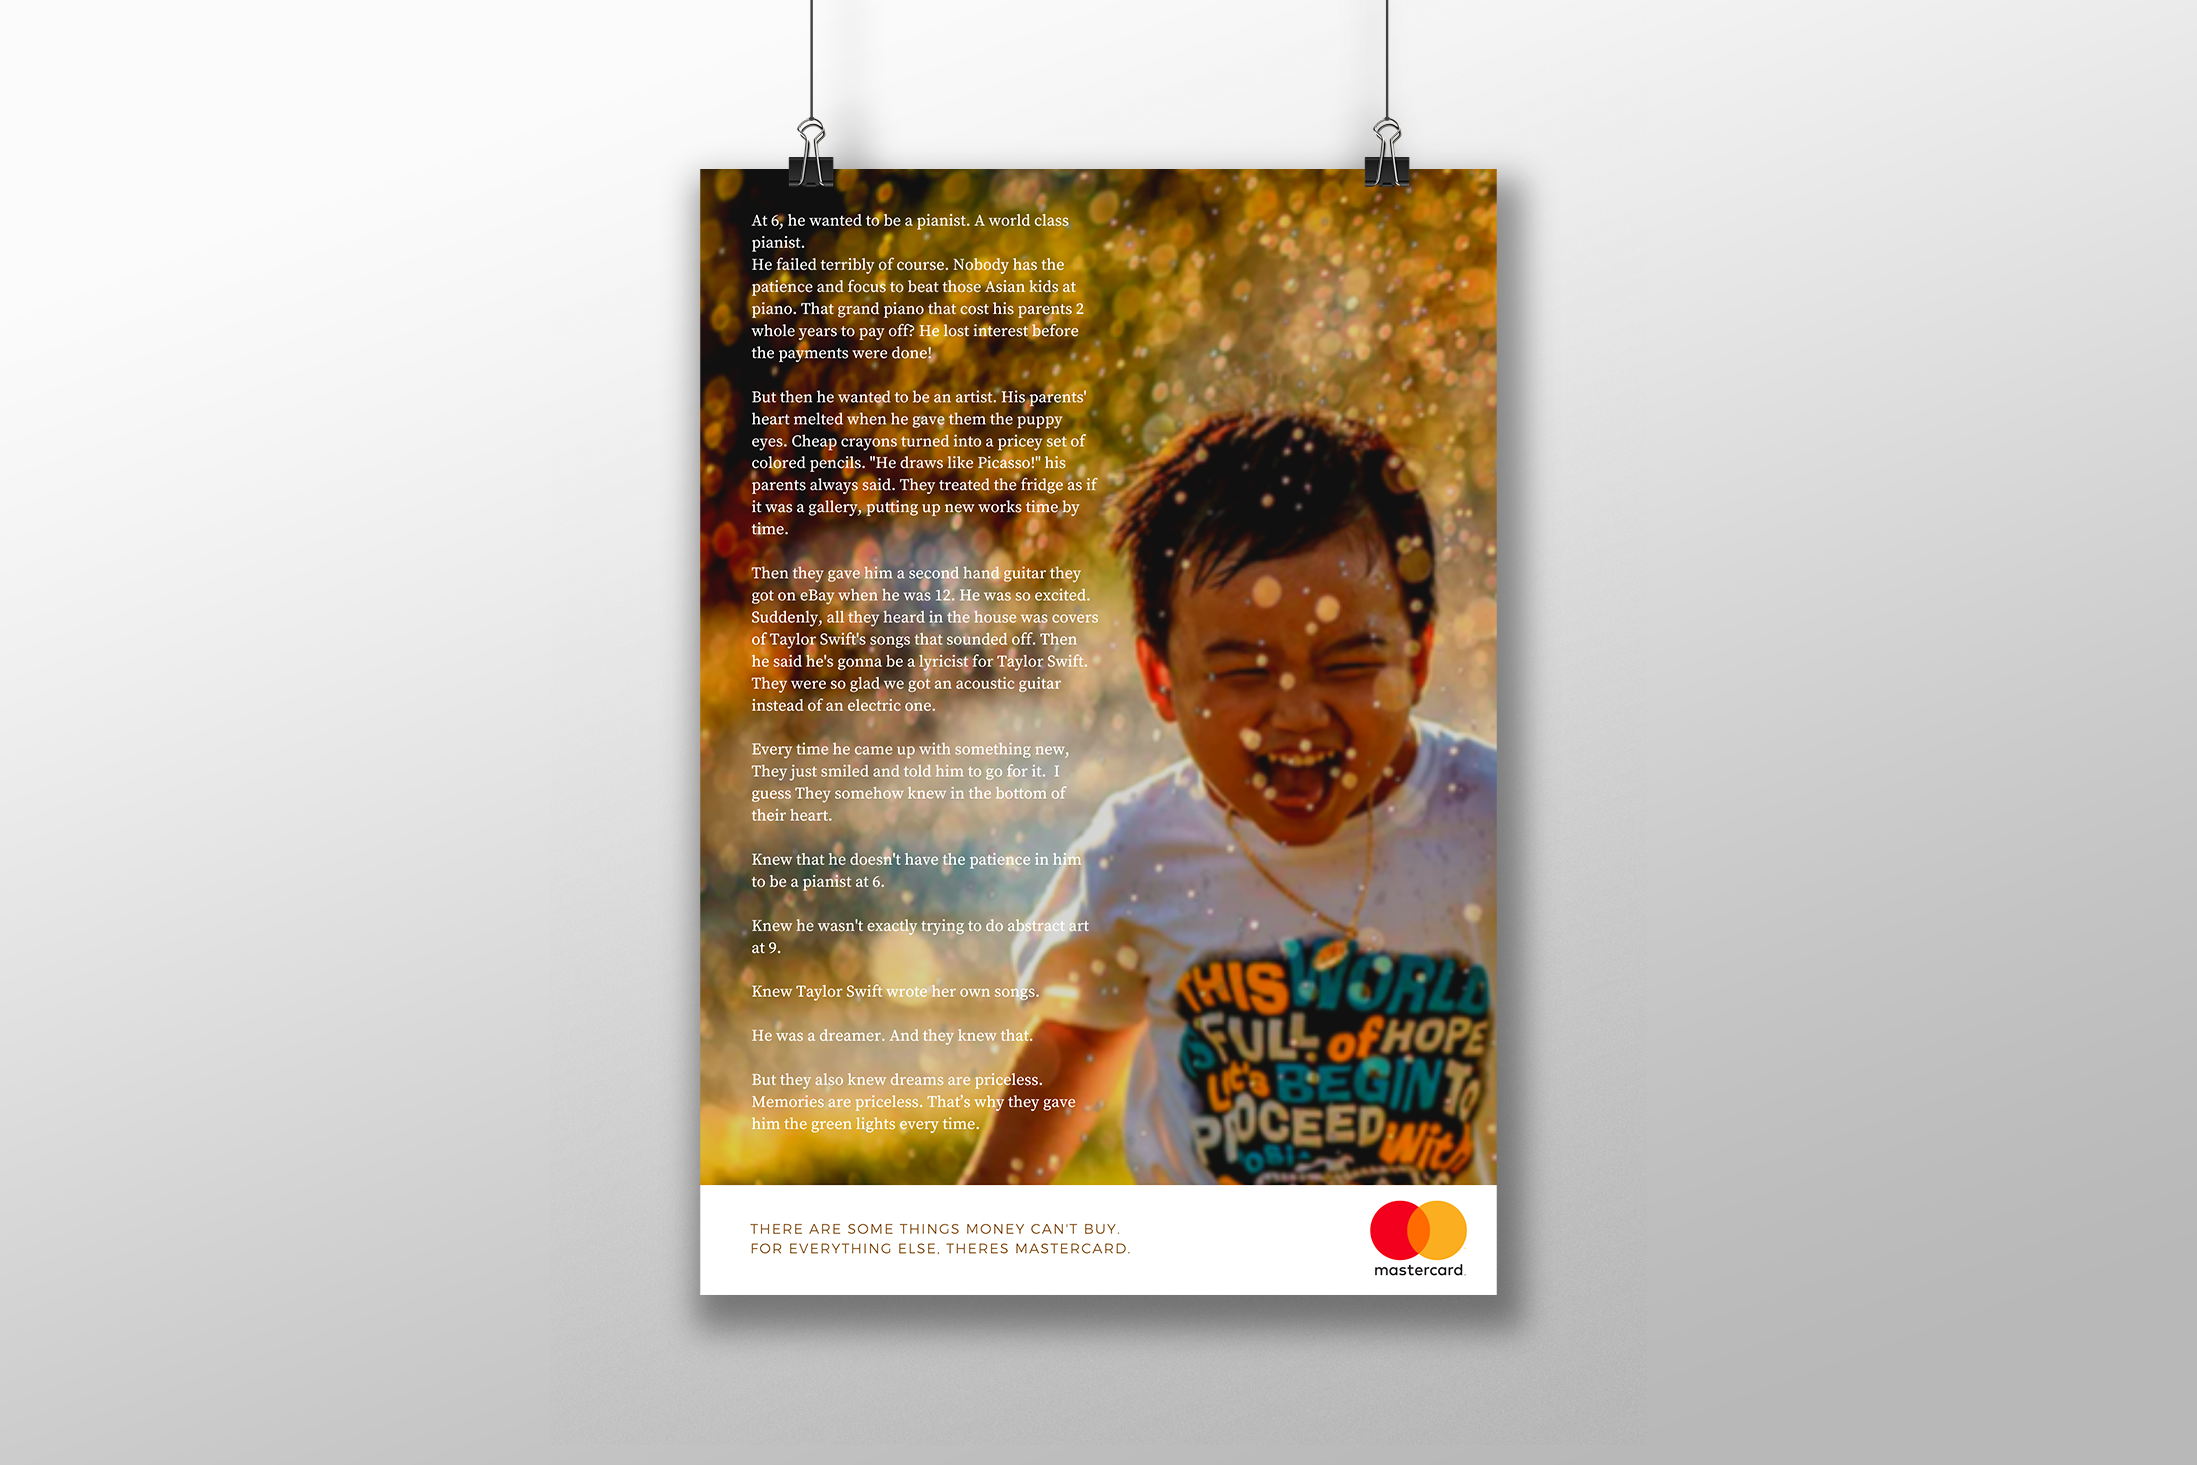 At 6, he wanted to be a pianist. A world class
pianist.
He failed terribly of course. Nobody has the
patience and focus to beat those Asian kids at
piano. That grand piano that cost his parents 2
whole years to pay off? He lost interest before
the payments were done!
But then he wanted to be an artist. His parents'
heart melted when he gave them the puppy
eyes. Cheap crayons turned into a pricey set of
colored pencils. "He draws like Picasso!" his
parents always said. They treated the fridge as if
it was a gallery, putting up new works time by
time.
Then they gave him a second hand guitar they
got on eBay when he was 12. He was so excited.
Suddenly, all they heard in the house was covers
of Taylor Swift's songs that sounded off. Then
he said he's gonna be a lyricist for Taylor Swift.
They were so glad we got an acoustic guitar
instead of an electric one.
Every time he came up with something new,
They just smiled and told him to go for it.  I
guess They somehow knew in the bottom of
their heart.
Knew that he doesn't have the patience in him
to be a pianist at 6.
Knew he wasn't exactly trying to do abstract art
at 9.
Knew Taylor Swift wrote her own songs.
He was a dreamer. And they knew that.
But they also knew dreams are priceless.
Memories are priceless. That's why they gave
him the green lights every time.
THIS WORLD
iS FULL of HOPE
Let's BEGIN TO
PROCEED With
THERE ARE SOME THINGS MONEY CAN'T BUY.
FOR EVERYTHING ELSE, THERES MASTERCARD.
mastercard.